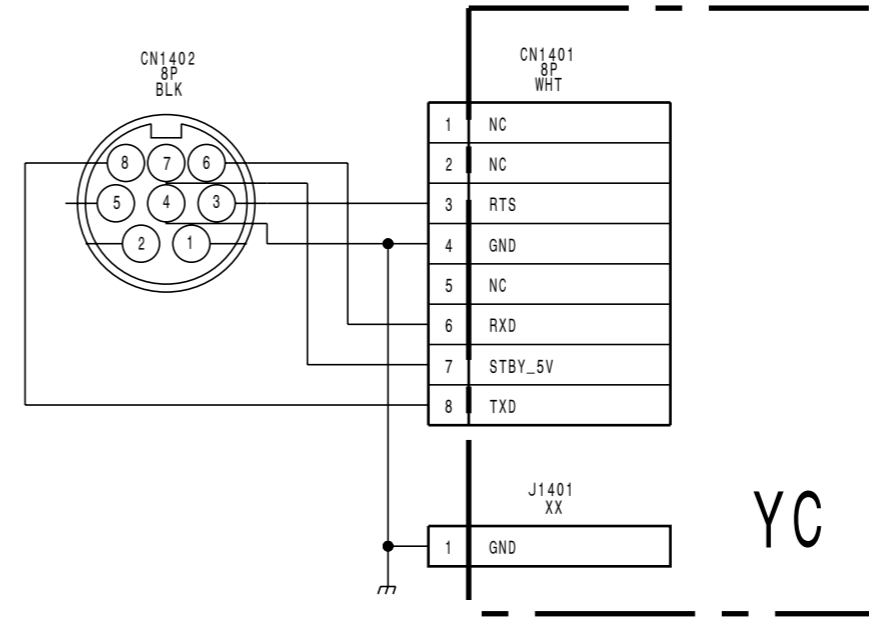 CN1402
8P
BLK
8 7 6
5 4 3
2 1
CN1401
8P
WHT
1 NC
2 NC
3 RTS
4 GND
5 NC
6 RXD
7 STBY_5V
8 TXD
J1401
XX
1 GND
YC